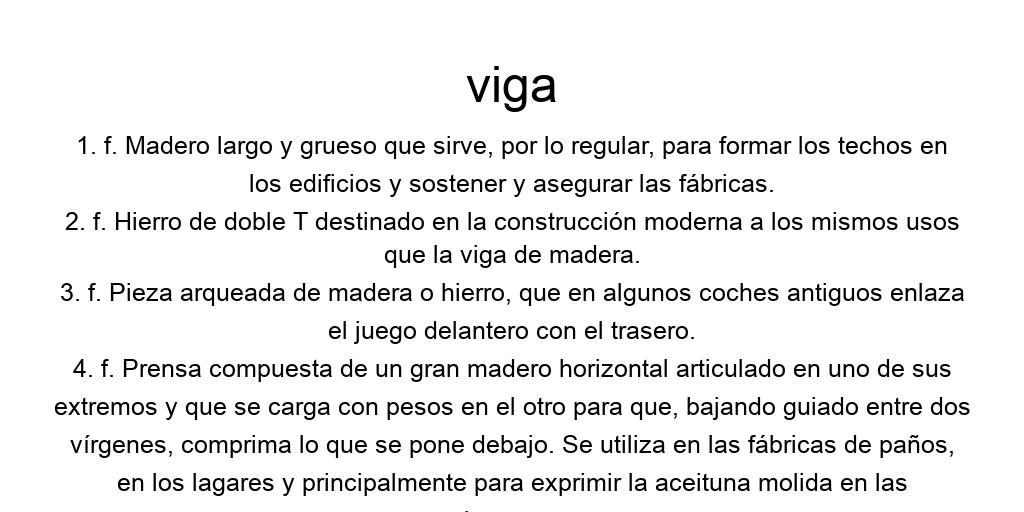 viga
1. f. Madero largo y grueso que sirve, por lo regular, para formar los techos en
los edificios y sostener y asegurar las fábricas.
2. f. Hierro de doble T destinado en la construcción moderna a los mismos usos
que la viga de madera.
3. f. Pieza arqueada de madera o hierro, que en algunos coches antiguos enlaza
el juego delantero con el trasero.
4. f. Prensa compuesta de un gran madero horizontal articulado en uno de sus
extremos y que se carga con pesos en el otro para que, bajando guiado entre dos
vírgenes, comprima lo que se pone debajo. Se utiliza en las fábricas de paños,
en los lagares y principalmente para exprimir la aceituna molida en las